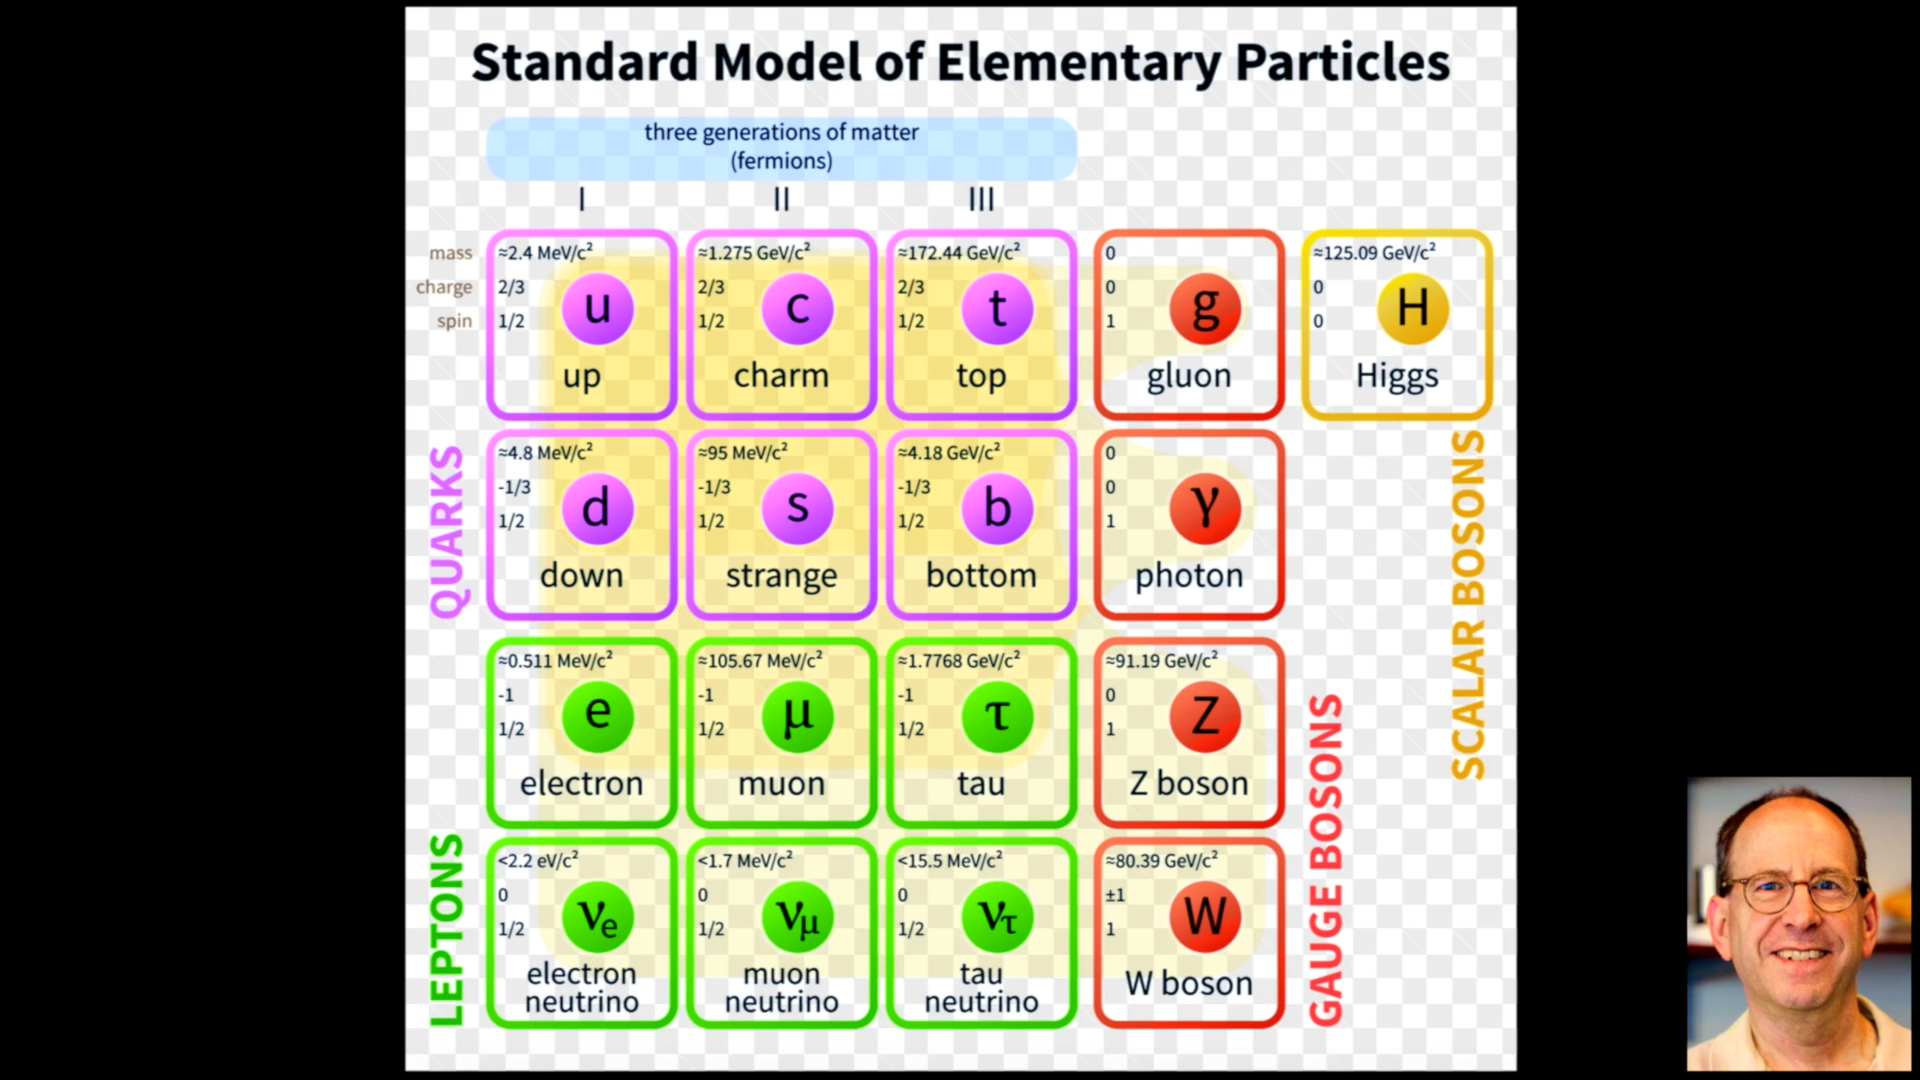 Standard Model of Elementary Particles
three generations of matter
(fermions)
I II III
mass
charge
spin
≈2.4 MeV/c²
2/3
1/2
u
up
≈1.275 GeV/c²
2/3
1/2
c
charm
≈172.44 GeV/c²
2/3
1/2
t
top
0
0
1
g
gluon
≈125.09 GeV/c²
0
0
H
Higgs
QUARKS
≈4.8 MeV/c²
-1/3
1/2
d
down
≈95 MeV/c²
-1/3
1/2
s
strange
≈4.18 GeV/c²
-1/3
1/2
b
bottom
0
0
1
γ
photon
SCALAR BOSONS
≈0.511 MeV/c²
-1
1/2
e
electron
≈105.67 MeV/c²
-1
1/2
μ
muon
≈1.7768 GeV/c²
-1
1/2
τ
tau
≈91.19 GeV/c²
0
1
Z
Z boson
GAUGE BOSONS
LEPTONS
<2.2 eV/c²
0
1/2
νe
electron
neutrino
<1.7 MeV/c²
0
1/2
νμ
muon
neutrino
<15.5 MeV/c²
0
1/2
ντ
tau
neutrino
≈80.39 GeV/c²
±1
1
W
W boson